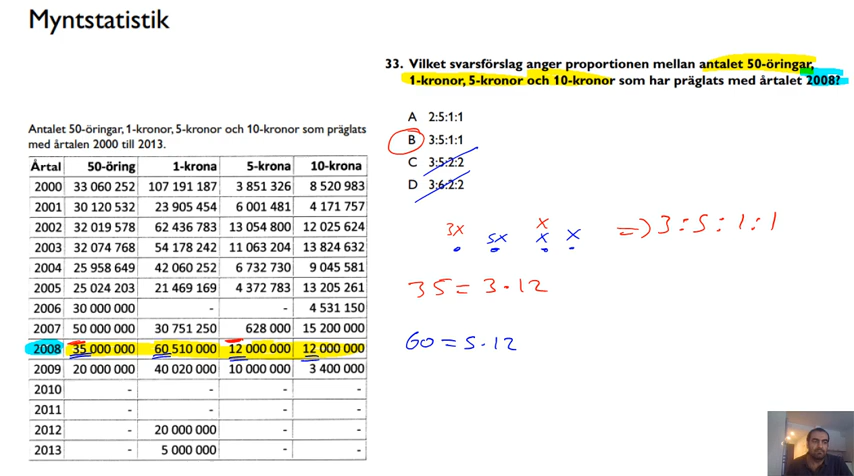 Myntstatistik
33. Vilket svarsförslag anger proportionen mellan antalet 50-öringar,
1-kronor, 5-kronor och 10-kronor som har präglats med årtalet 2008?
A 2:5:1:1
B 3:5:1:1
C 3:5:2:2
D 3:6:2:2
Antalet 50-öringar, 1-kronor, 5-kronor och 10-kronor som präglats
med årtalen 2000 till 2013.
Årtal 50-öring 1-krona 5-krona 10-krona
2000 33 060 252 107 191 187 3 851 326 8 520 983
2001 30 120 532 23 905 454 6 001 481 4 171 757
2002 32 019 578 62 436 783 13 054 800 12 025 624
2003 32 074 768 54 178 242 11 063 204 13 824 632
2004 25 958 649 42 060 252 6 732 730 9 045 581
2005 25 024 203 21 469 169 4 372 783 13 205 261
2006 30 000 000 - - 4 531 150
2007 50 000 000 30 751 250 628 000 15 200 000
2008 35 000 000 60 510 000 12 000 000 12 000 000
2009 20 000 000 40 020 000 10 000 000 3 400 000
2010 - - - -
2011 - - - -
2012 - 20 000 000 - -
2013 - 5 000 000 - -
x
3x 5x x x => 3:5:1:1
35 = 3·12
60 = 5·12